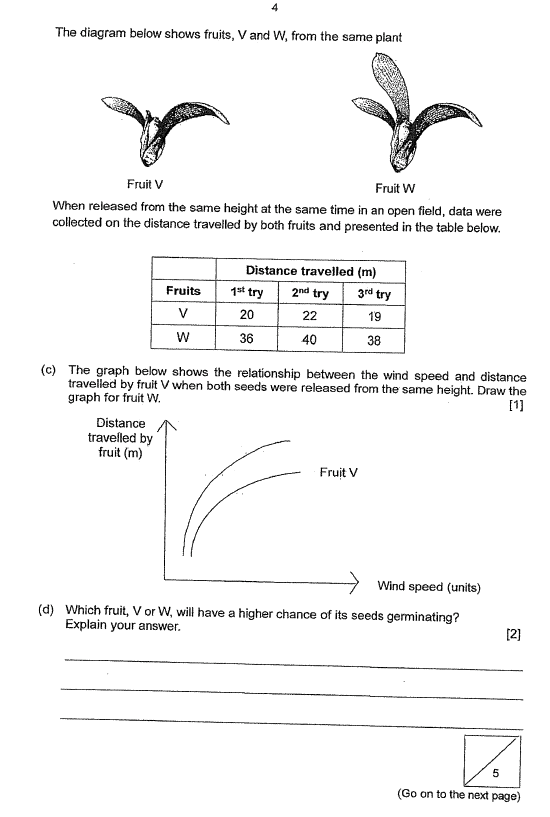 4
The diagram below shows fruits, V and W, from the same plant
Fruit V
Fruit W
When released from the same height at the same time in an open field, data were
collected on the distance travelled by both fruits and presented in the table below.
Distance travelled (m)
Fruits 1st try 2nd try 3rd try
V 20 22 19
W 36 40 38
(c) The graph below shows the relationship between the wind speed and distance
travelled by fruit V when both seeds were released from the same height. Draw the
graph for fruit W. [1]
Distance
travelled by
fruit (m)
Fruit V
Wind speed (units)
(d) Which fruit, V or W, will have a higher chance of its seeds germinating?
Explain your answer. [2]
5
(Go on to the next page)